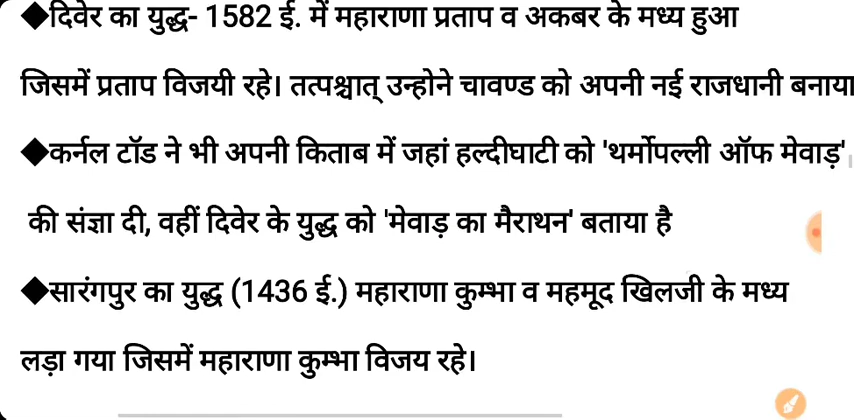 ◆दिवेर का युद्ध- 1582 ई. में महाराणा प्रताप व अकबर के मध्य हुआ
जिसमें प्रताप विजयी रहे। तत्पश्चात् उन्होने चावण्ड को अपनी नई राजधानी बनाया
◆कर्नल टॉड ने भी अपनी किताब में जहां हल्दीघाटी को 'थर्मोपल्ली ऑफ मेवाड़'
की संज्ञा दी, वहीं दिवेर के युद्ध को 'मेवाड़ का मैराथन' बताया है
◆सारंगपुर का युद्ध (1436 ई.) महाराणा कुम्भा व महमूद खिलजी के मध्य
लड़ा गया जिसमें महाराणा कुम्भा विजय रहे।